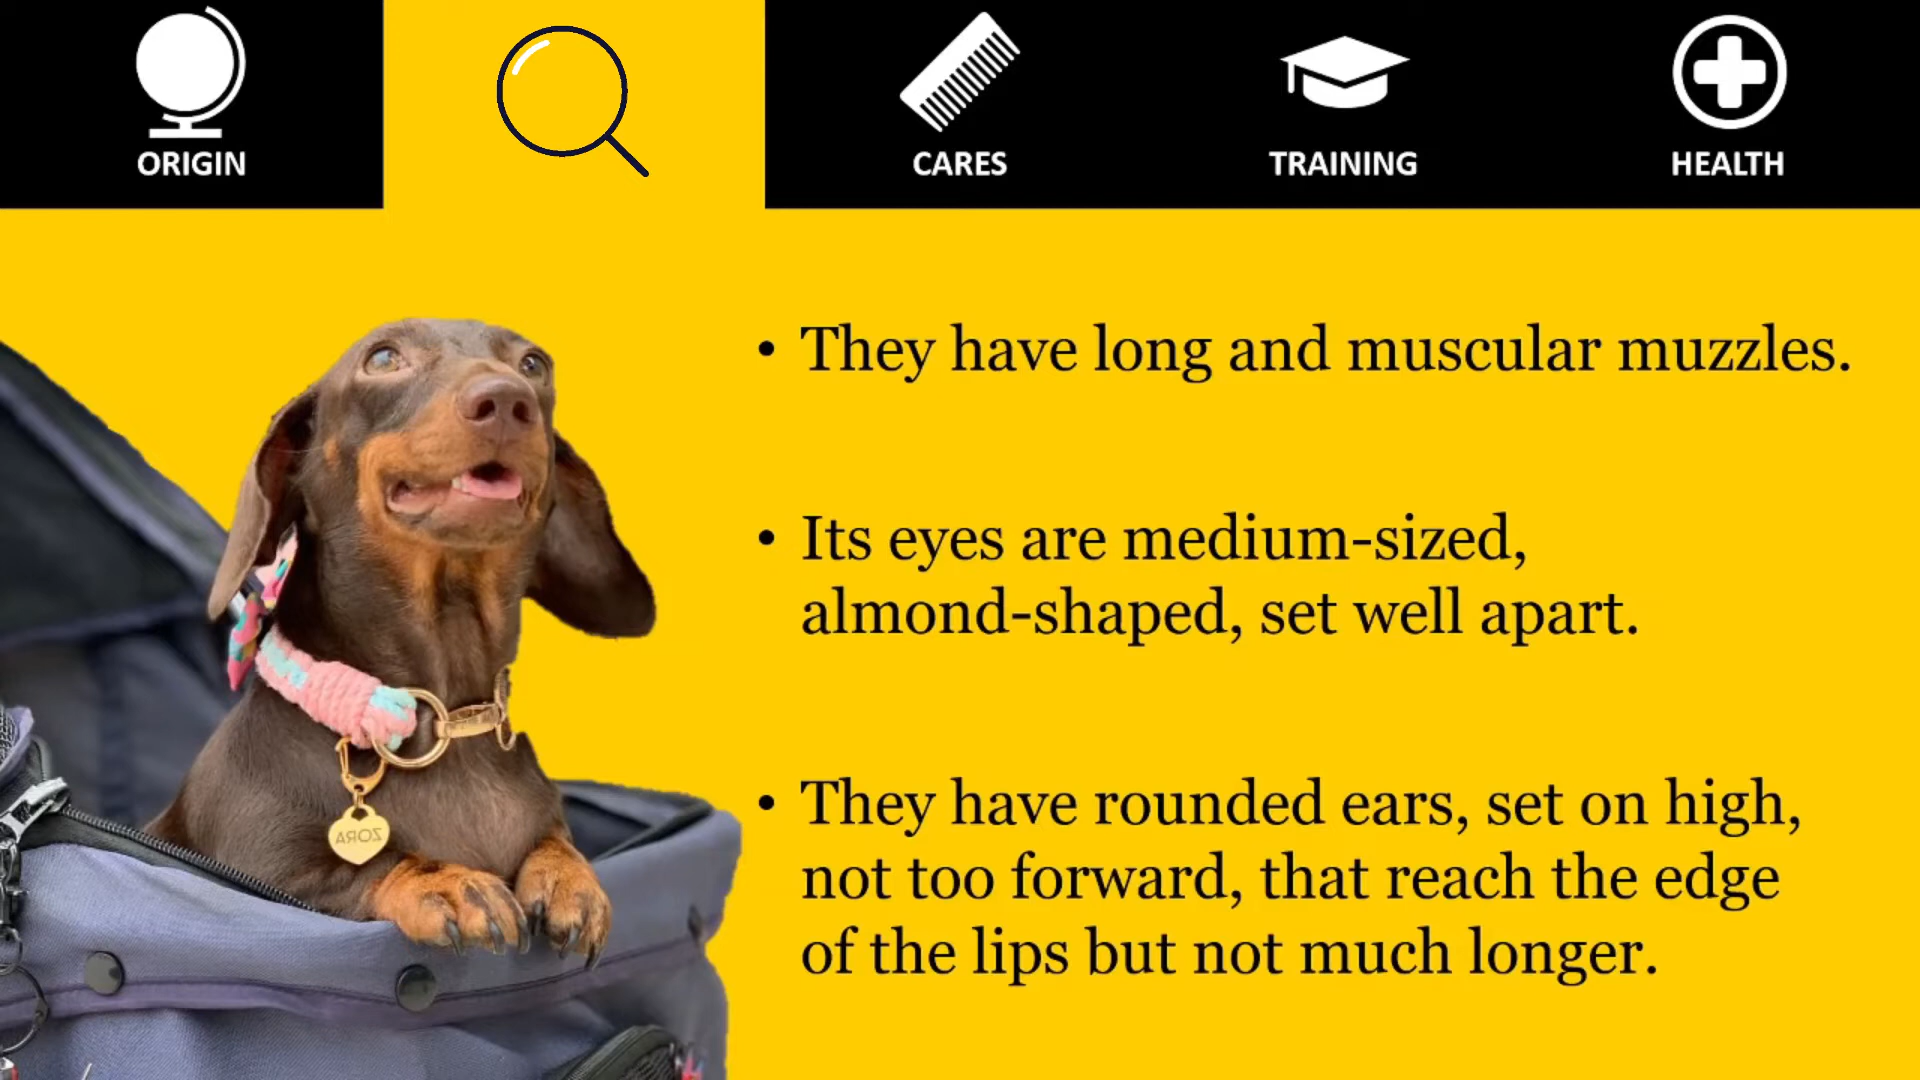 ORIGIN
CARES
TRAINING
HEALTH
• They have long and muscular muzzles.
• Its eyes are medium-sized,
almond-shaped, set well apart.
• They have rounded ears, set on high,
not too forward, that reach the edge
of the lips but not much longer.
ZORA